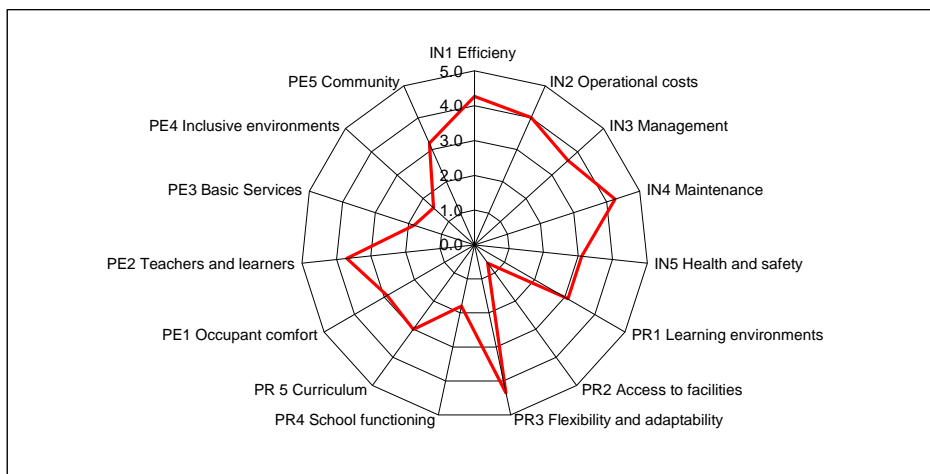 IN1 Efficieny
IN2 Operational costs
IN3 Management
IN4 Maintenance
IN5 Health and safety
PR1 Learning environments
PR2 Access to facilities
PR3 Flexibility and adaptability
PR4 School functioning
PR 5 Curriculum
PE1 Occupant comfort
PE2 Teachers and learners
PE3 Basic Services
PE4 Inclusive environments
PE5 Community
5.0
4.0
3.0
2.0
1.0
0.0